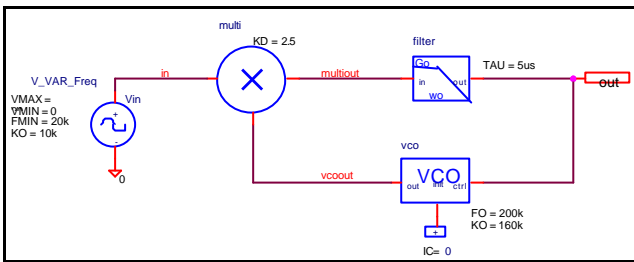 multi
KD = 2.5
filter
Go
in
out
wo
TAU = 5us
out
V_VAR_Freq
in
multiout
Vin
VMAX =
VMIN = 0
FMIN = 20k
KO = 10k
+
-
0
vco
vcoout
VCO
out
init
ctrl
FO = 200k
KO = 160k
+
IC= 0